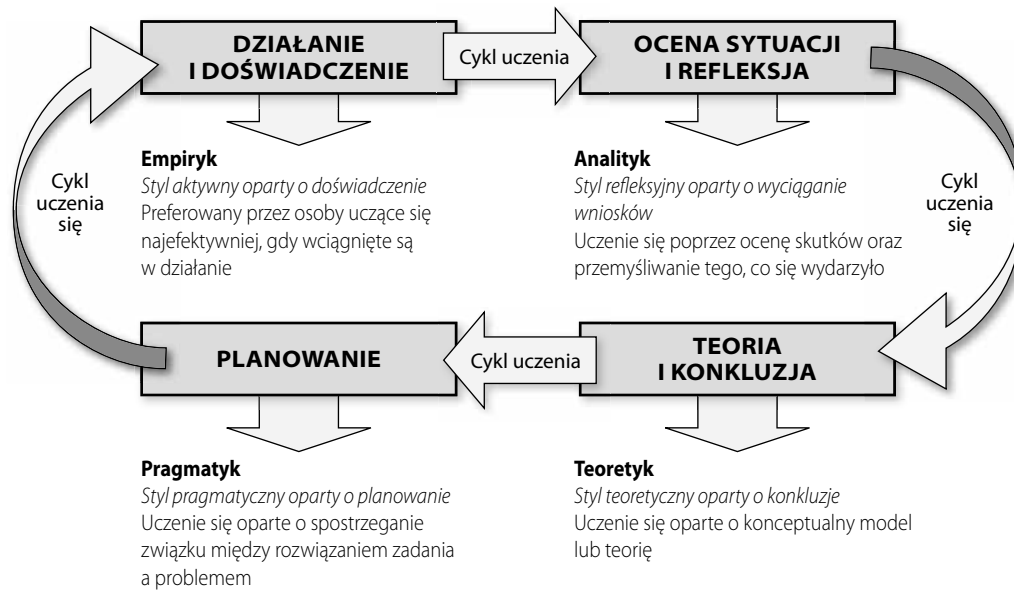 DZIAŁANIE
I DOŚWIADCZENIE
Cykl uczenia
OCENA SYTUACJI
I REFLEKSJA
Empiryk
Styl aktywny oparty o doświadczenie
Preferowany przez osoby uczące się
najefektywniej, gdy wciągnięte są
w działanie
Analityk
Styl refleksyjny oparty o wyciąganie
wniosków
Uczenie się poprzez ocenę skutków oraz
przemyśliwanie tego, co się wydarzyło
Cykl
uczenia
się
Cykl
uczenia
się
PLANOWANIE
Cykl uczenia
TEORIA
I KONKLUZJA
Pragmatyk
Styl pragmatyczny oparty o planowanie
Uczenie się oparte o spostrzeganie
związku między rozwiązaniem zadania
a problemem
Teoretyk
Styl teoretyczny oparty o konkluzje
Uczenie się oparte o konceptualny model
lub teorię